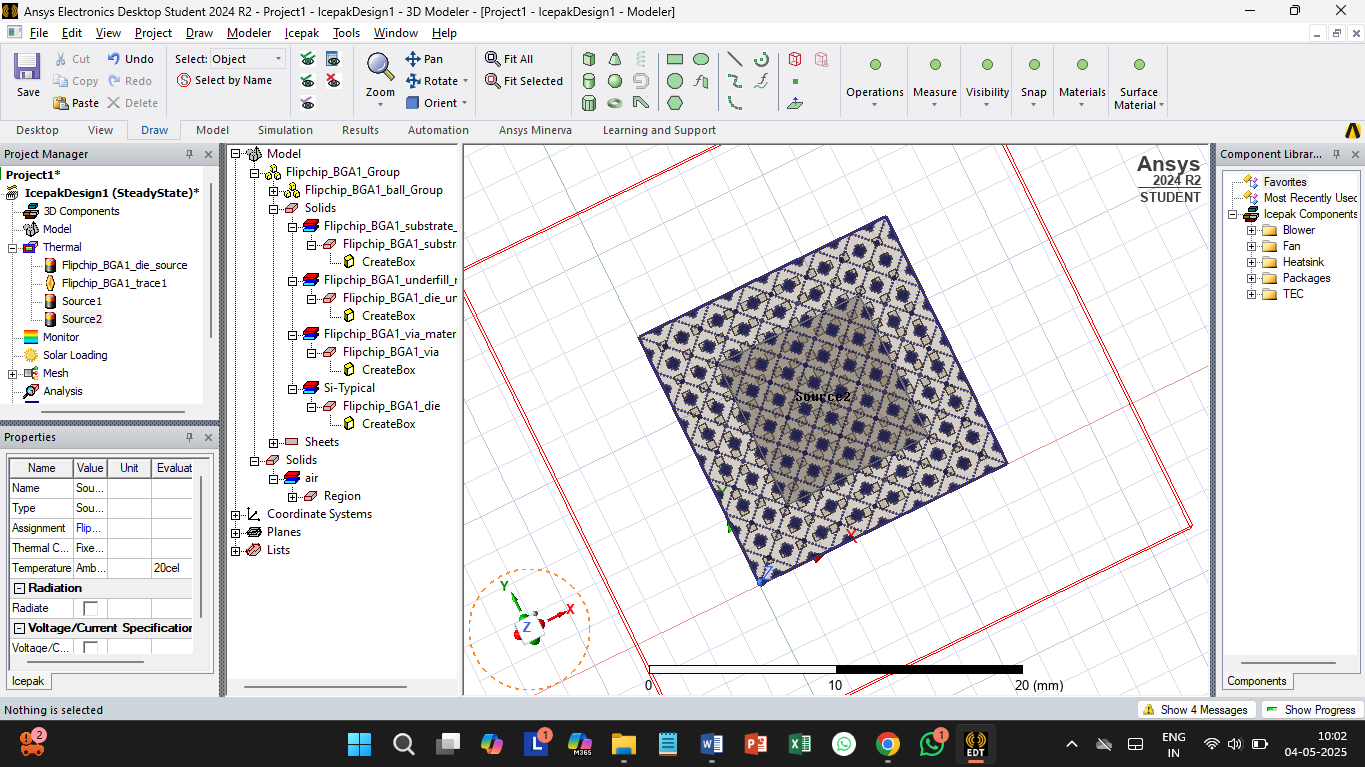 Ansys Electronics Desktop Student 2024 R2 - Project1 - IcepakDesign1 - 3D Modeler - [Project1 - IcepakDesign1 - Modeler]
File Edit View Project Draw Modeler Icepak Tools Window Help
Save
Cut
Copy
Paste
Undo
Redo
Delete
Select: Object
Select by Name
Zoom
Pan
Rotate
Orient
Fit All
Fit Selected
Operations
Measure
Visibility
Snap
Materials
Surface
Material
Desktop View Draw Model Simulation Results Automation Ansys Minerva Learning and Support
Project Manager
Project1*
IcepakDesign1 (SteadyState)*
3D Components
Model
Thermal
Flipchip_BGA1_die_source
Flipchip_BGA1_trace1
Source1
Source2
Monitor
Solar Loading
Mesh
Analysis
Properties
Name Value Unit Evaluat
Name Sou...
Type Sou...
Assignment Flip...
Thermal C... Fixe...
Temperature Amb... 20cel
Radiation
Radiate
Voltage/Current Specification
Voltage/C...
Icepak
Model
Flipchip_BGA1_Group
Flipchip_BGA1_ball_Group
Solids
Flipchip_BGA1_substrate_
Flipchip_BGA1_substr
CreateBox
Flipchip_BGA1_underfill_r
Flipchip_BGA1_die_un
CreateBox
Flipchip_BGA1_via_mater
Flipchip_BGA1_via
CreateBox
Si-Typical
Flipchip_BGA1_die
CreateBox
Sheets
Solids
air
Region
Coordinate Systems
Planes
Lists
Ansys
2024 R2
STUDENT
Source2
Y
X
Z
Y
X
Z
0 10 20 (mm)
Component Librar...
Favorites
Most Recently Usec
Icepak Components
Blower
Fan
Heatsink
Packages
TEC
Components
Nothing is selected
Show 4 Messages
Show Progress
2
L
1
M365
1
EDT
ENG
IN
10:02
04-05-2025